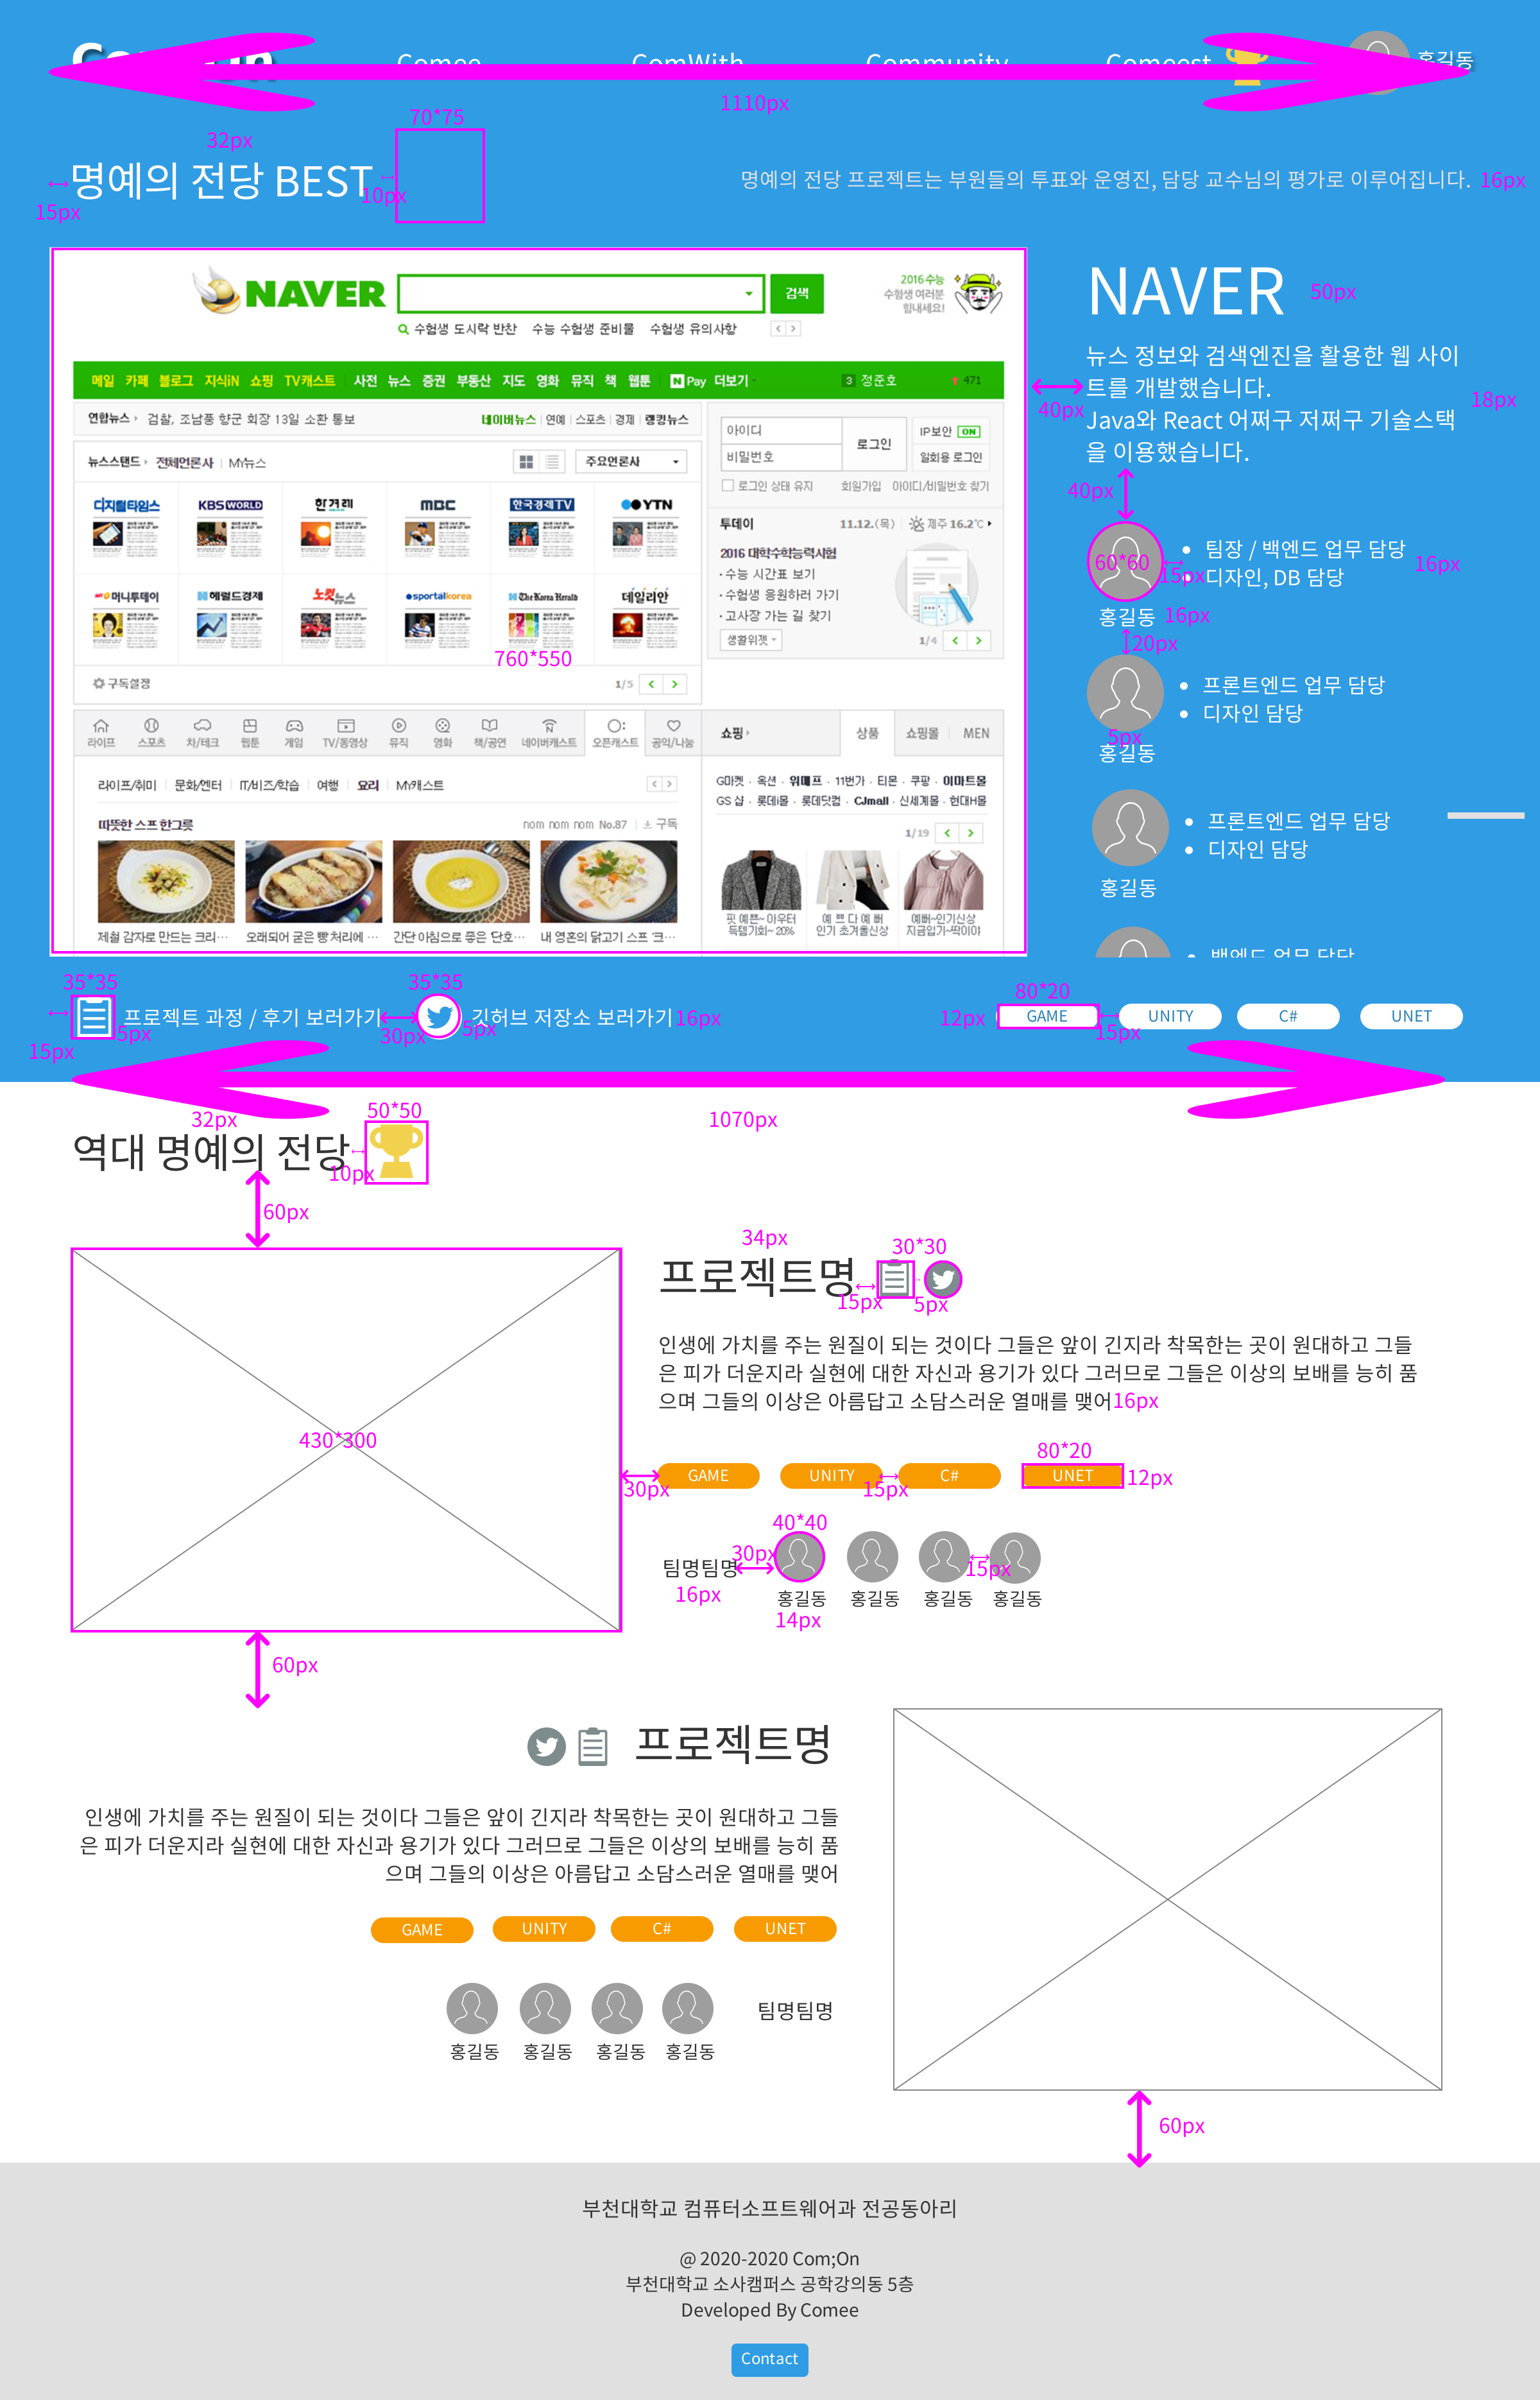 Comee
ComWith
Community
Comeest
홍길동
1110px
70*75
32px
명예의 전당 BEST
10px
15px
명예의 전당 프로젝트는 부원들의 투표와 운영진, 담당 교수님의 평가로 이루어집니다.
16px
NAVER
검색
2016 수능
수험생 여러분
힘내세요!
수험생 도시락 반찬 수능 수험생 준비물 수험생 유의사항
메일 카페 블로그 지식iN 쇼핑 TV캐스트 사전 뉴스 증권 부동산 지도 영화 뮤직 책 웹툰 N Pay 더보기
3 정준호 471
연합뉴스 검찰, 조남풍 향군 회장 13일 소환 통보
네이버뉴스 연예 스포츠 경제 랭킹뉴스
뉴스스탠드 전체언론사 MY뉴스
주요언론사
디지털타임스 KBS WORLD 한겨레 MBC 한국경제TV YTN
머니투데이 헤럴드경제 노컷뉴스 sportalkorea The Korea Herald 데일리안
760*550
구독설정
1/5
아이디
비밀번호
로그인
IP보안 ON
일회용 로그인
로그인 상태 유지 회원가입 아이디/비밀번호 찾기
투데이 11.12.(목) 제주 16.2℃
2016 대학수학능력시험
· 수능 시간표 보기
· 수험생 응원하러 가기
· 고사장 가는 길 찾기
생활위젯 1/4
라이프 스포츠 차/테크 웹툰 게임 TV/동영상 뮤직 영화 책/공연 네이버캐스트 오픈캐스트 공익/나눔
라이프/취미 문화/엔터 IT/비즈/학습 여행 요리 MY캐스트
따뜻한 스프 한그릇
nom nom nom No.87 구독
제철 감자로 만드는 크리…
오래되어 굳은 빵 처리에 …
간단 아침으로 좋은 '단호…
내 영혼의 닭고기 스프 '크…
쇼핑 상품 쇼핑몰 MEN
G마켓 · 옥션 · 위메프 · 11번가 · 티몬 · 쿠팡 · 이마트몰
GS 샵 · 롯데i몰 · 롯데닷컴 · CJmall · 신세계몰 · 현대H몰
1/19
핏 예쁜~ 아우터
득템기회~ 20%
예쁘다 예뻐
인기 초겨울신상
예뻐~인기신상
지금입기~딱이야
NAVER
50px
뉴스 정보와 검색엔진을 활용한 웹 사이
트를 개발했습니다.
Java와 React 어쩌구 저쩌구 기술스택
을 이용했습니다.
18px
40px
40px
60*60
15px
팀장 / 백엔드 업무 담당
디자인, DB 담당
16px
홍길동
16px
20px
프론트엔드 업무 담당
디자인 담당
5px
홍길동
프론트엔드 업무 담당
디자인 담당
홍길동
백엔드 업무 담당
35*35
프로젝트 과정 / 후기 보러가기
5px
15px
30px
35*35
깃허브 저장소 보러가기
5px
16px
80*20
12px
GAME
UNITY
C#
UNET
15px
1070px
32px
역대 명예의 전당
50*50
10px
60px
430*300
30px
60px
34px
프로젝트명
30*30
15px
5px
인생에 가치를 주는 원질이 되는 것이다 그들은 앞이 긴지라 착목한는 곳이 원대하고 그들
은 피가 더운지라 실현에 대한 자신과 용기가 있다 그러므로 그들은 이상의 보배를 능히 품
으며 그들의 이상은 아름답고 소담스러운 열매를 맺어
16px
GAME
UNITY
C#
UNET
15px
80*20
12px
팀명팀명
16px
30px
40*40
15px
홍길동 홍길동 홍길동 홍길동
14px
프로젝트명
인생에 가치를 주는 원질이 되는 것이다 그들은 앞이 긴지라 착목한는 곳이 원대하고 그들
은 피가 더운지라 실현에 대한 자신과 용기가 있다 그러므로 그들은 이상의 보배를 능히 품
으며 그들의 이상은 아름답고 소담스러운 열매를 맺어
GAME
UNITY
C#
UNET
팀명팀명
홍길동 홍길동 홍길동 홍길동
60px
부천대학교 컴퓨터소프트웨어과 전공동아리
@ 2020-2020 Com;On
부천대학교 소사캠퍼스 공학강의동 5층
Developed By Comee
Contact